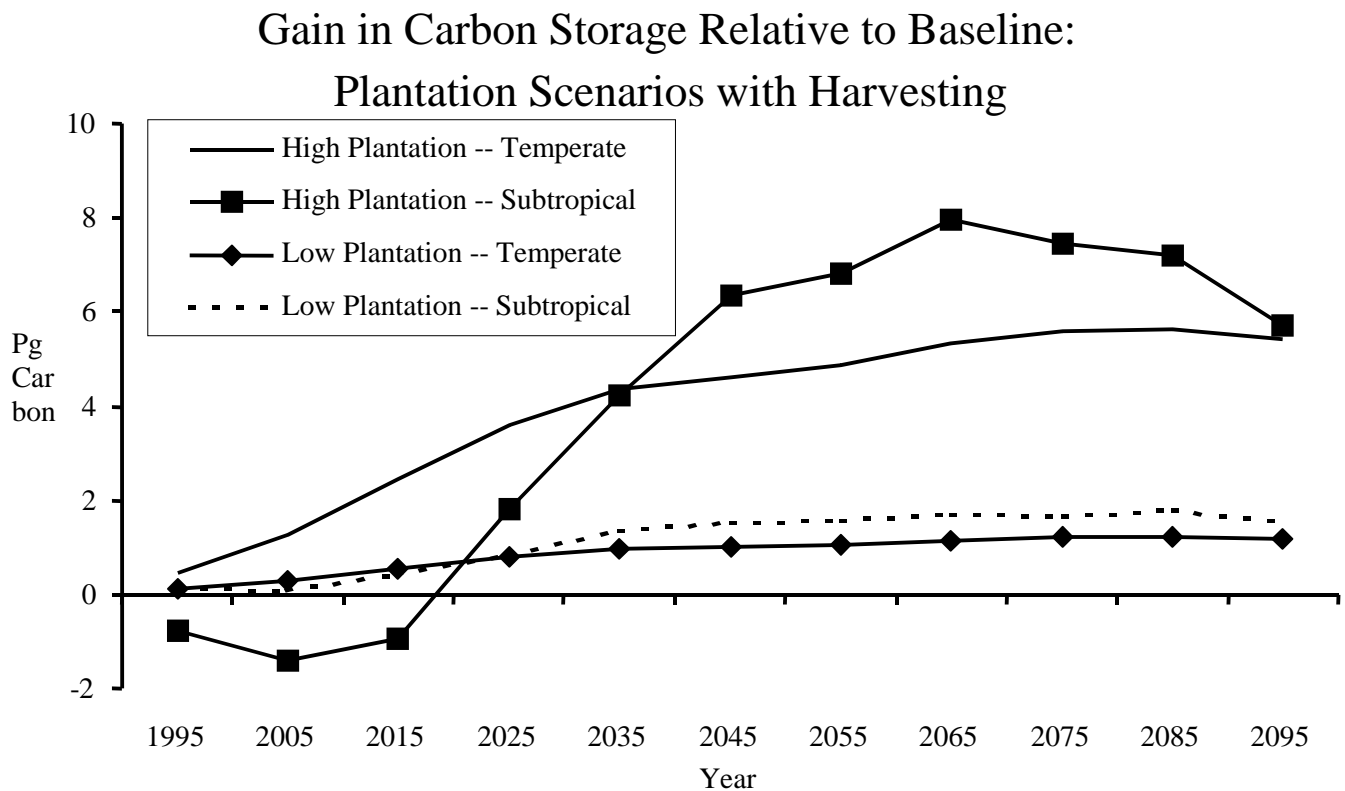 Gain in Carbon Storage Relative to Baseline:
Plantation Scenarios with Harvesting
10
8
6
4
2
0
-2
Pg
Car
bon
High Plantation -- Temperate
High Plantation -- Subtropical
Low Plantation -- Temperate
Low Plantation -- Subtropical
1995 2005 2015 2025 2035 2045 2055 2065 2075 2085 2095
Year